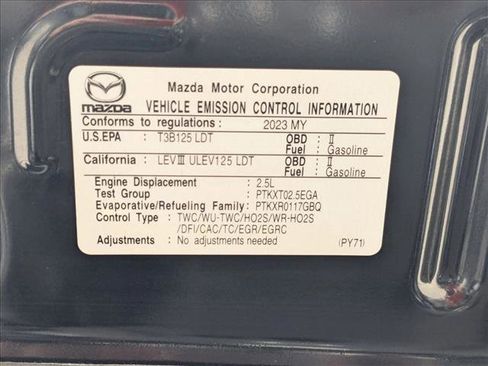 Mazda Motor Corporation
mazda VEHICLE EMISSION CONTROL INFORMATION
Conforms to regulations : 2023 MY
U.S.EPA : T3B125 LDT OBD : Ⅱ
Fuel : Gasoline
California : LEVⅢ ULEV125 LDT OBD : Ⅱ
Fuel : Gasoline
Engine Displacement : 2.5L
Test Group : PTKXT02.5EGA
Evaporative/Refueling Family: PTKXR0117GBQ
Control Type : TWC/WU-TWC/HO2S/WR-HO2S
/DFI/CAC/TC/EGR/EGRC
Adjustments : No adjustments needed (PY71)